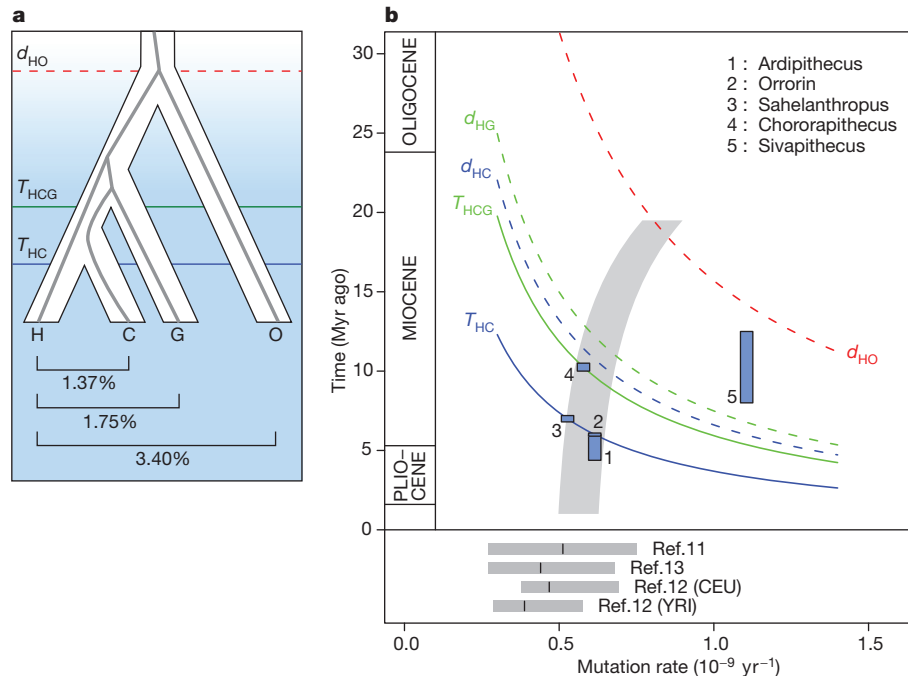 a
d_HO
T_HCG
T_HC
H C G O
1.37%
1.75%
3.40%
b
30
25
20
15
10
5
0
Time (Myr ago)
OLIGOCENE
MIOCENE
PLIO-
CENE
1 : Ardipithecus
2 : Orrorin
3 : Sahelanthropus
4 : Chororapithecus
5 : Sivapithecus
d_HG
d_HC
T_HCG
T_HC
d_HO
4
3
2
1
5
Ref.11
Ref.13
Ref.12 (CEU)
Ref.12 (YRI)
0.0 0.5 1.0 1.5
Mutation rate (10⁻⁹ yr⁻¹)